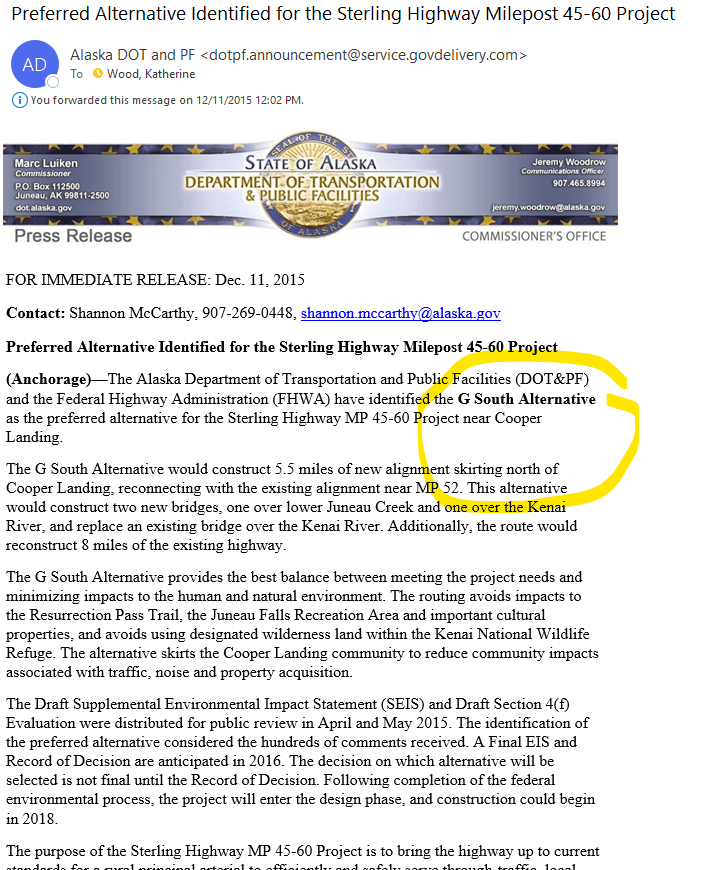 Preferred Alternative Identified for the Sterling Highway Milepost 45-60 Project
AD
Alaska DOT and PF <dotpf.announcement@service.govdelivery.com>
To Wood, Katherine
You forwarded this message on 12/11/2015 12:02 PM.
Marc Luiken
Commissioner
P.O. Box 112500
Juneau, AK 99811-2500
dot.alaska.gov
SEAL OF THE
STATE OF ALASKA
DEPARTMENT OF TRANSPORTATION
& PUBLIC FACILITIES
OF ALASKA
Jeremy Woodrow
Communications Officer
907.465.8994
jeremy.woodrow@alaska.gov
Press Release
COMMISSIONER'S OFFICE
FOR IMMEDIATE RELEASE: Dec. 11, 2015
Contact: Shannon McCarthy, 907-269-0448, shannon.mccarthy@alaska.gov
Preferred Alternative Identified for the Sterling Highway Milepost 45-60 Project
(Anchorage)—The Alaska Department of Transportation and Public Facilities (DOT&PF)
and the Federal Highway Administration (FHWA) have identified the G South Alternative
as the preferred alternative for the Sterling Highway MP 45-60 Project near Cooper
Landing.
The G South Alternative would construct 5.5 miles of new alignment skirting north of
Cooper Landing, reconnecting with the existing alignment near MP 52. This alternative
would construct two new bridges, one over lower Juneau Creek and one over the Kenai
River, and replace an existing bridge over the Kenai River. Additionally, the route would
reconstruct 8 miles of the existing highway.
The G South Alternative provides the best balance between meeting the project needs and
minimizing impacts to the human and natural environment. The routing avoids impacts to
the Resurrection Pass Trail, the Juneau Falls Recreation Area and important cultural
properties, and avoids using designated wilderness land within the Kenai National Wildlife
Refuge. The alternative skirts the Cooper Landing community to reduce community impacts
associated with traffic, noise and property acquisition.
The Draft Supplemental Environmental Impact Statement (SEIS) and Draft Section 4(f)
Evaluation were distributed for public review in April and May 2015. The identification of
the preferred alternative considered the hundreds of comments received. A Final EIS and
Record of Decision are anticipated in 2016. The decision on which alternative will be
selected is not final until the Record of Decision. Following completion of the federal
environmental process, the project will enter the design phase, and construction could begin
in 2018.
The purpose of the Sterling Highway MP 45-60 Project is to bring the highway up to current
standards for a rural principal arterial to efficiently and safely serve through-traffic, local